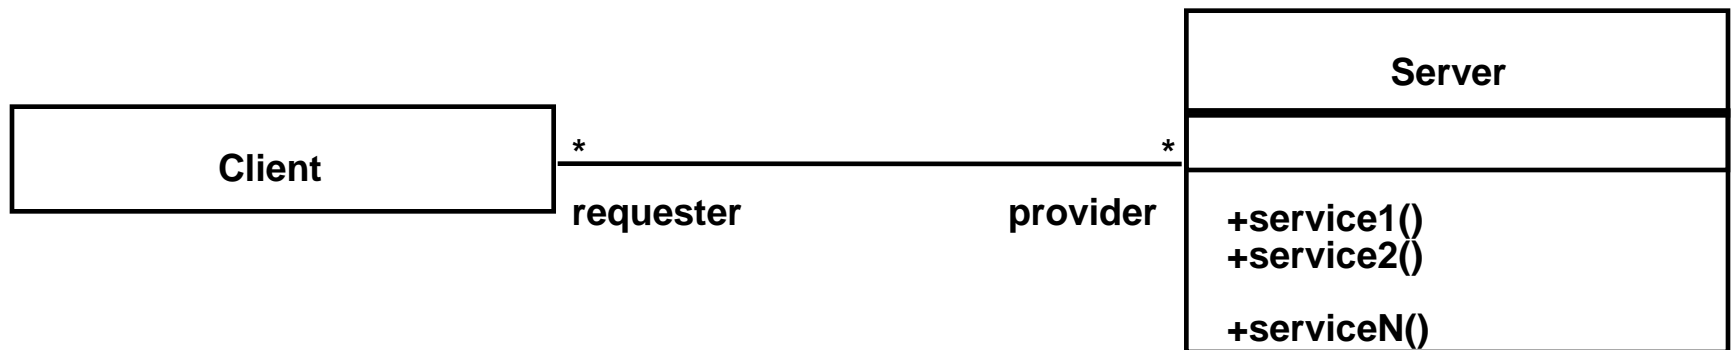 Server
Client
*
*
requester
provider
+service1()
+service2()
+serviceN()